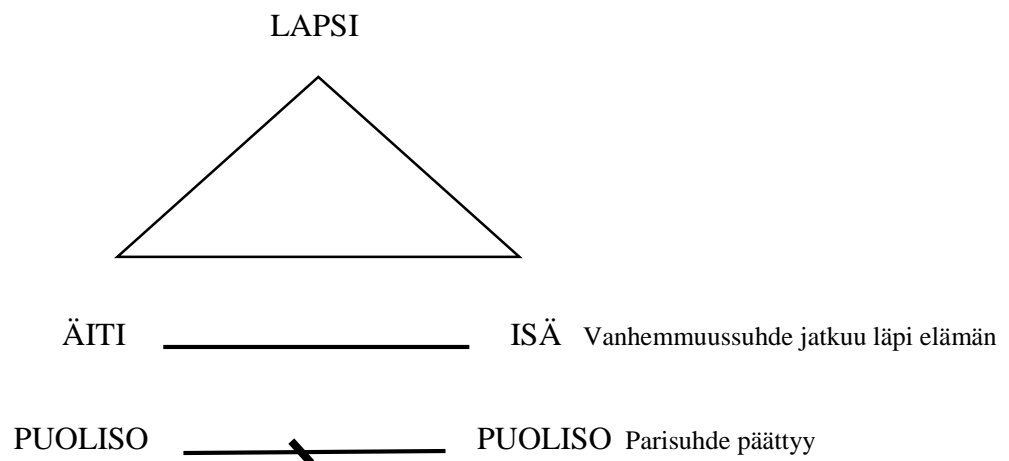 LAPSI
ÄITI ISÄ Vanhemmuussuhde jatkuu läpi elämän
PUOLISO PUOLISO Parisuhde päättyy